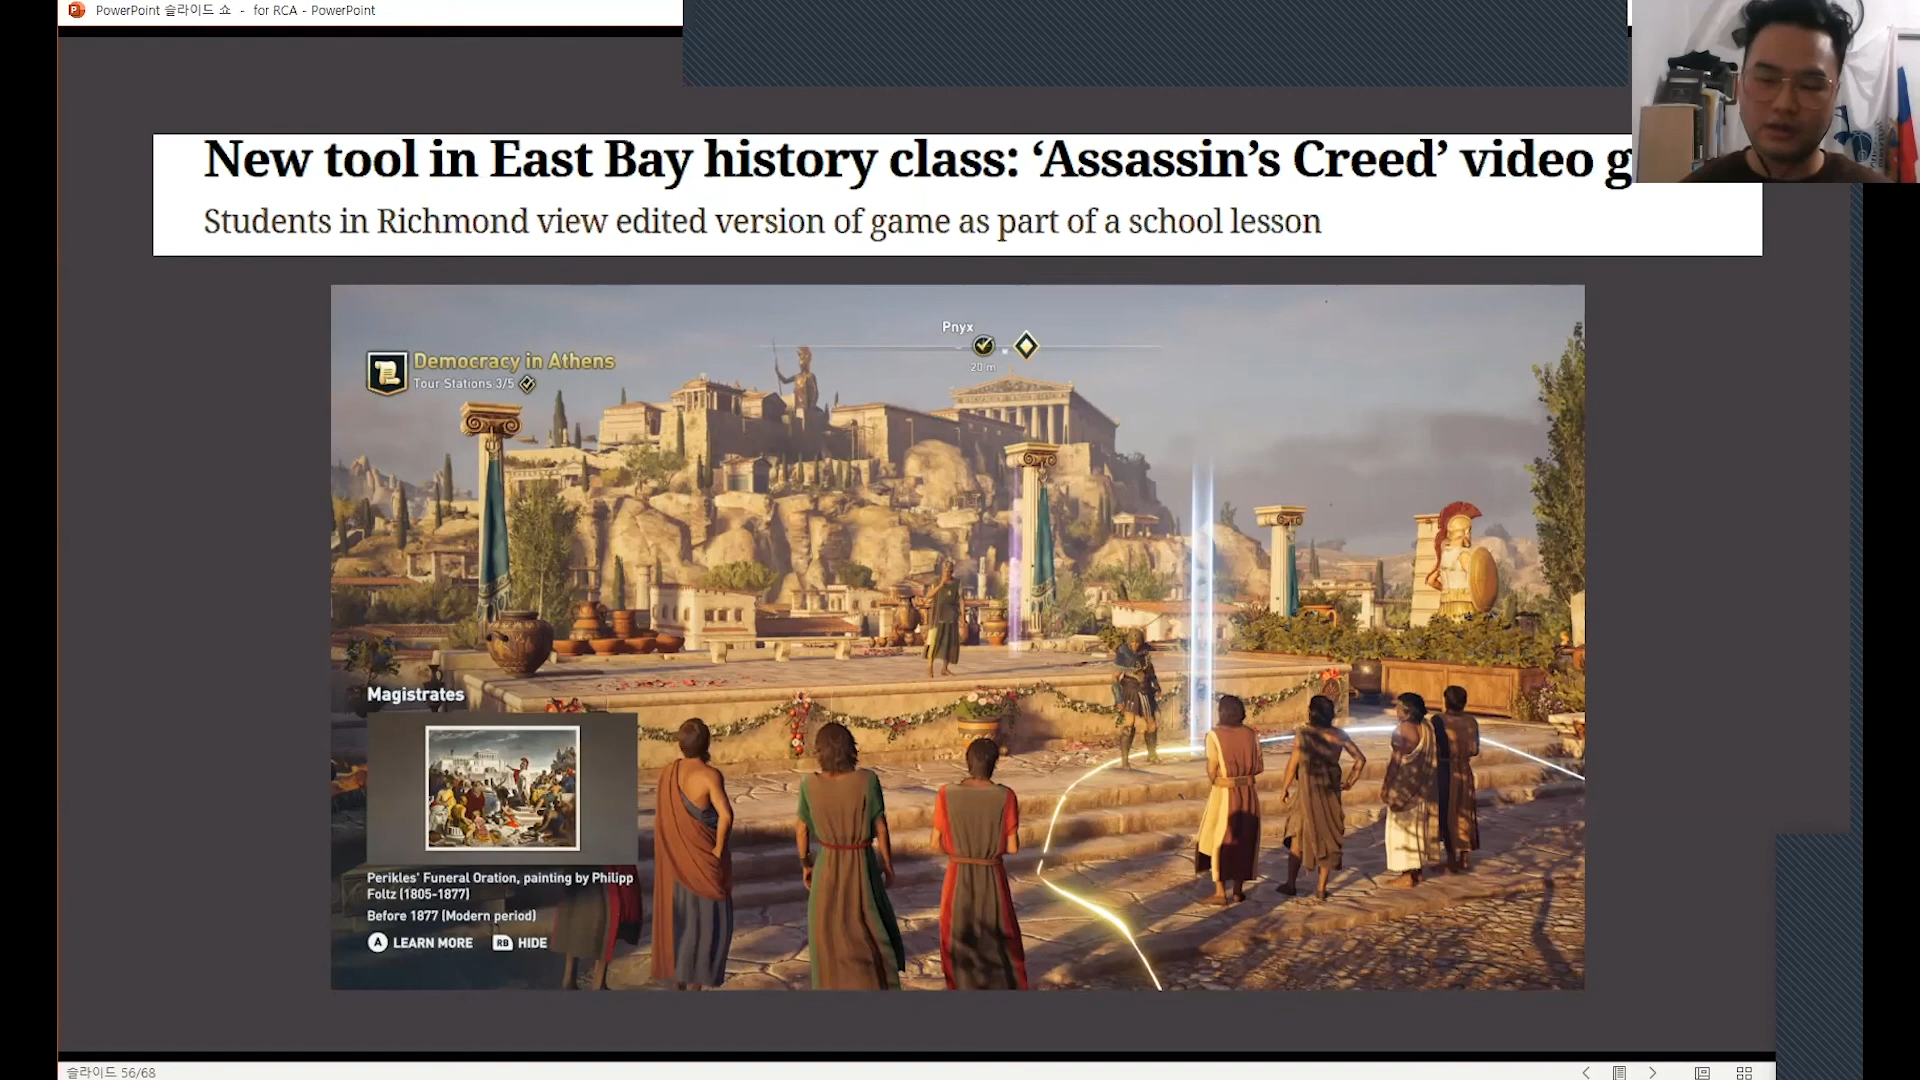 PowerPoint 슬라이드 쇼 - for RCA - PowerPoint
New tool in East Bay history class: ‘Assassin’s Creed’ video g
Students in Richmond view edited version of game as part of a school lesson
Pnyx
20 m
Democracy in Athens
Tour Stations 3/5
Magistrates
Perikles' Funeral Oration, painting by Philipp
Foltz (1805-1877)
Before 1877 (Modern period)
A LEARN MORE RB HIDE
슬라이드 56/68